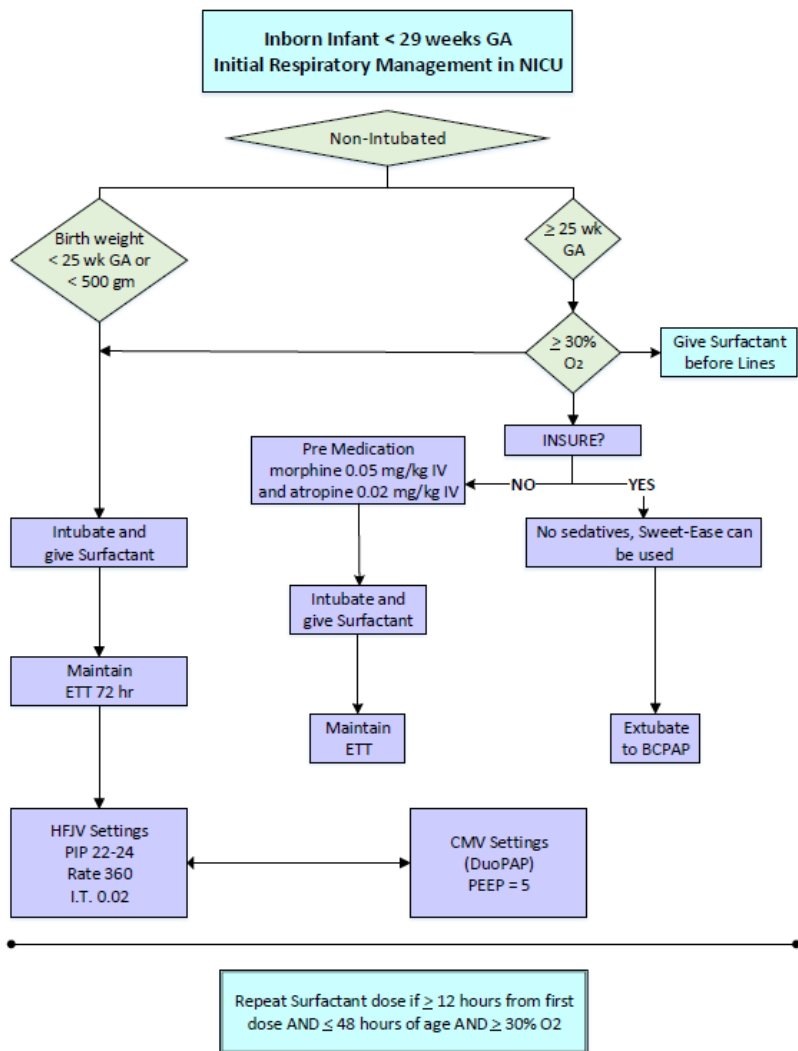 Inborn Infant < 29 weeks GA
Initial Respiratory Management in NICU
Non-Intubated
Birth weight
< 25 wk GA or
< 500 gm
≥ 25 wk
GA
≥ 30%
O2
Give Surfactant
before Lines
INSURE?
Pre Medication
morphine 0.05 mg/kg IV
and atropine 0.02 mg/kg IV
NO
YES
Intubate and
give Surfactant
No sedatives, Sweet-Ease can
be used
Intubate and
give Surfactant
Maintain
ETT 72 hr
Maintain
ETT
Extubate
to BCPAP
HFJV Settings
PIP 22-24
Rate 360
I.T. 0.02
CMV Settings
(DuoPAP)
PEEP = 5
Repeat Surfactant dose if ≥ 12 hours from first
dose AND ≤ 48 hours of age AND ≥ 30% O2